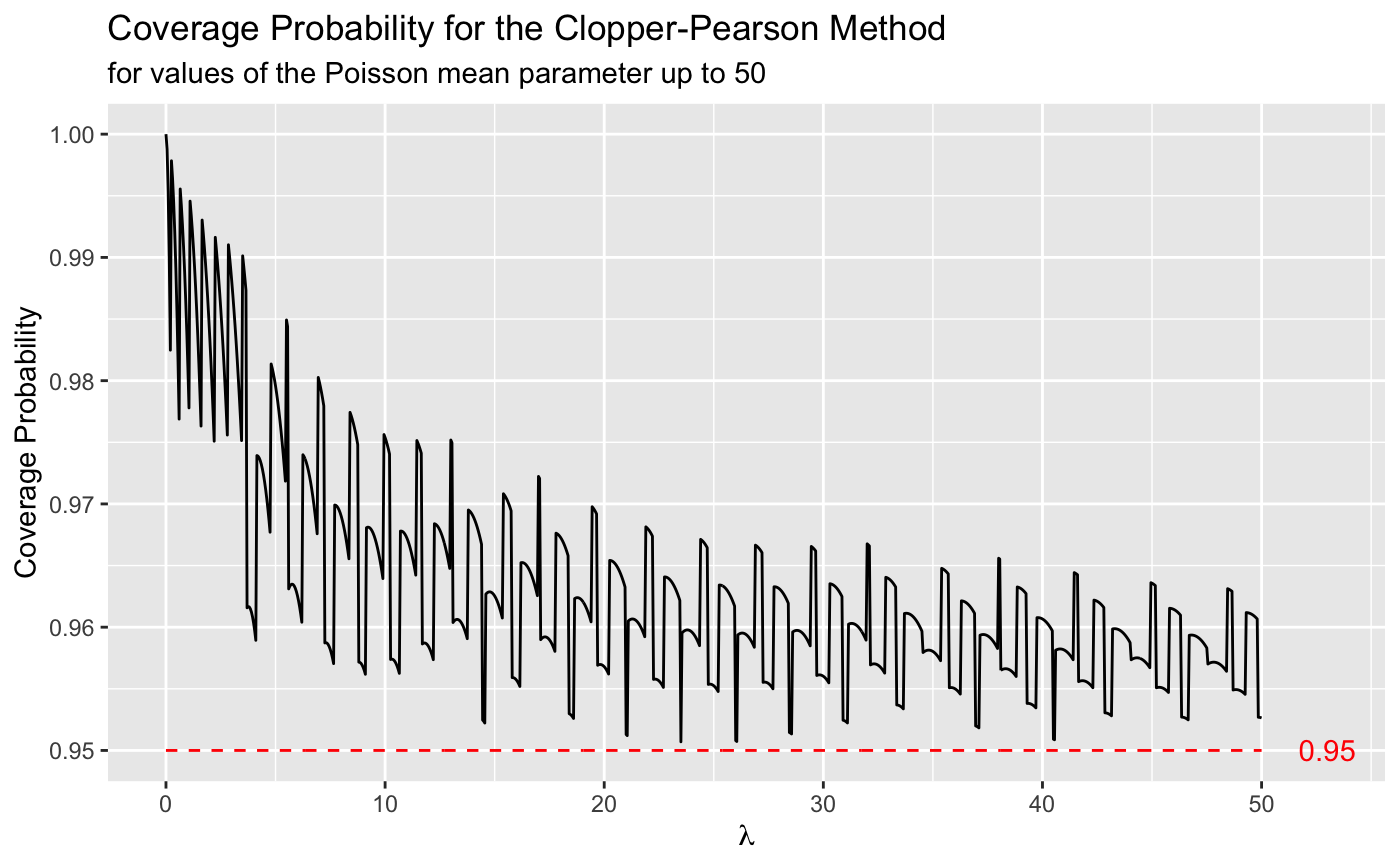 Coverage Probability for the Clopper-Pearson Method
for values of the Poisson mean parameter up to 50
Coverage Probability
1.00
0.99
0.98
0.97
0.96
0.95
0.95
0 10 20 30 40 50
λ